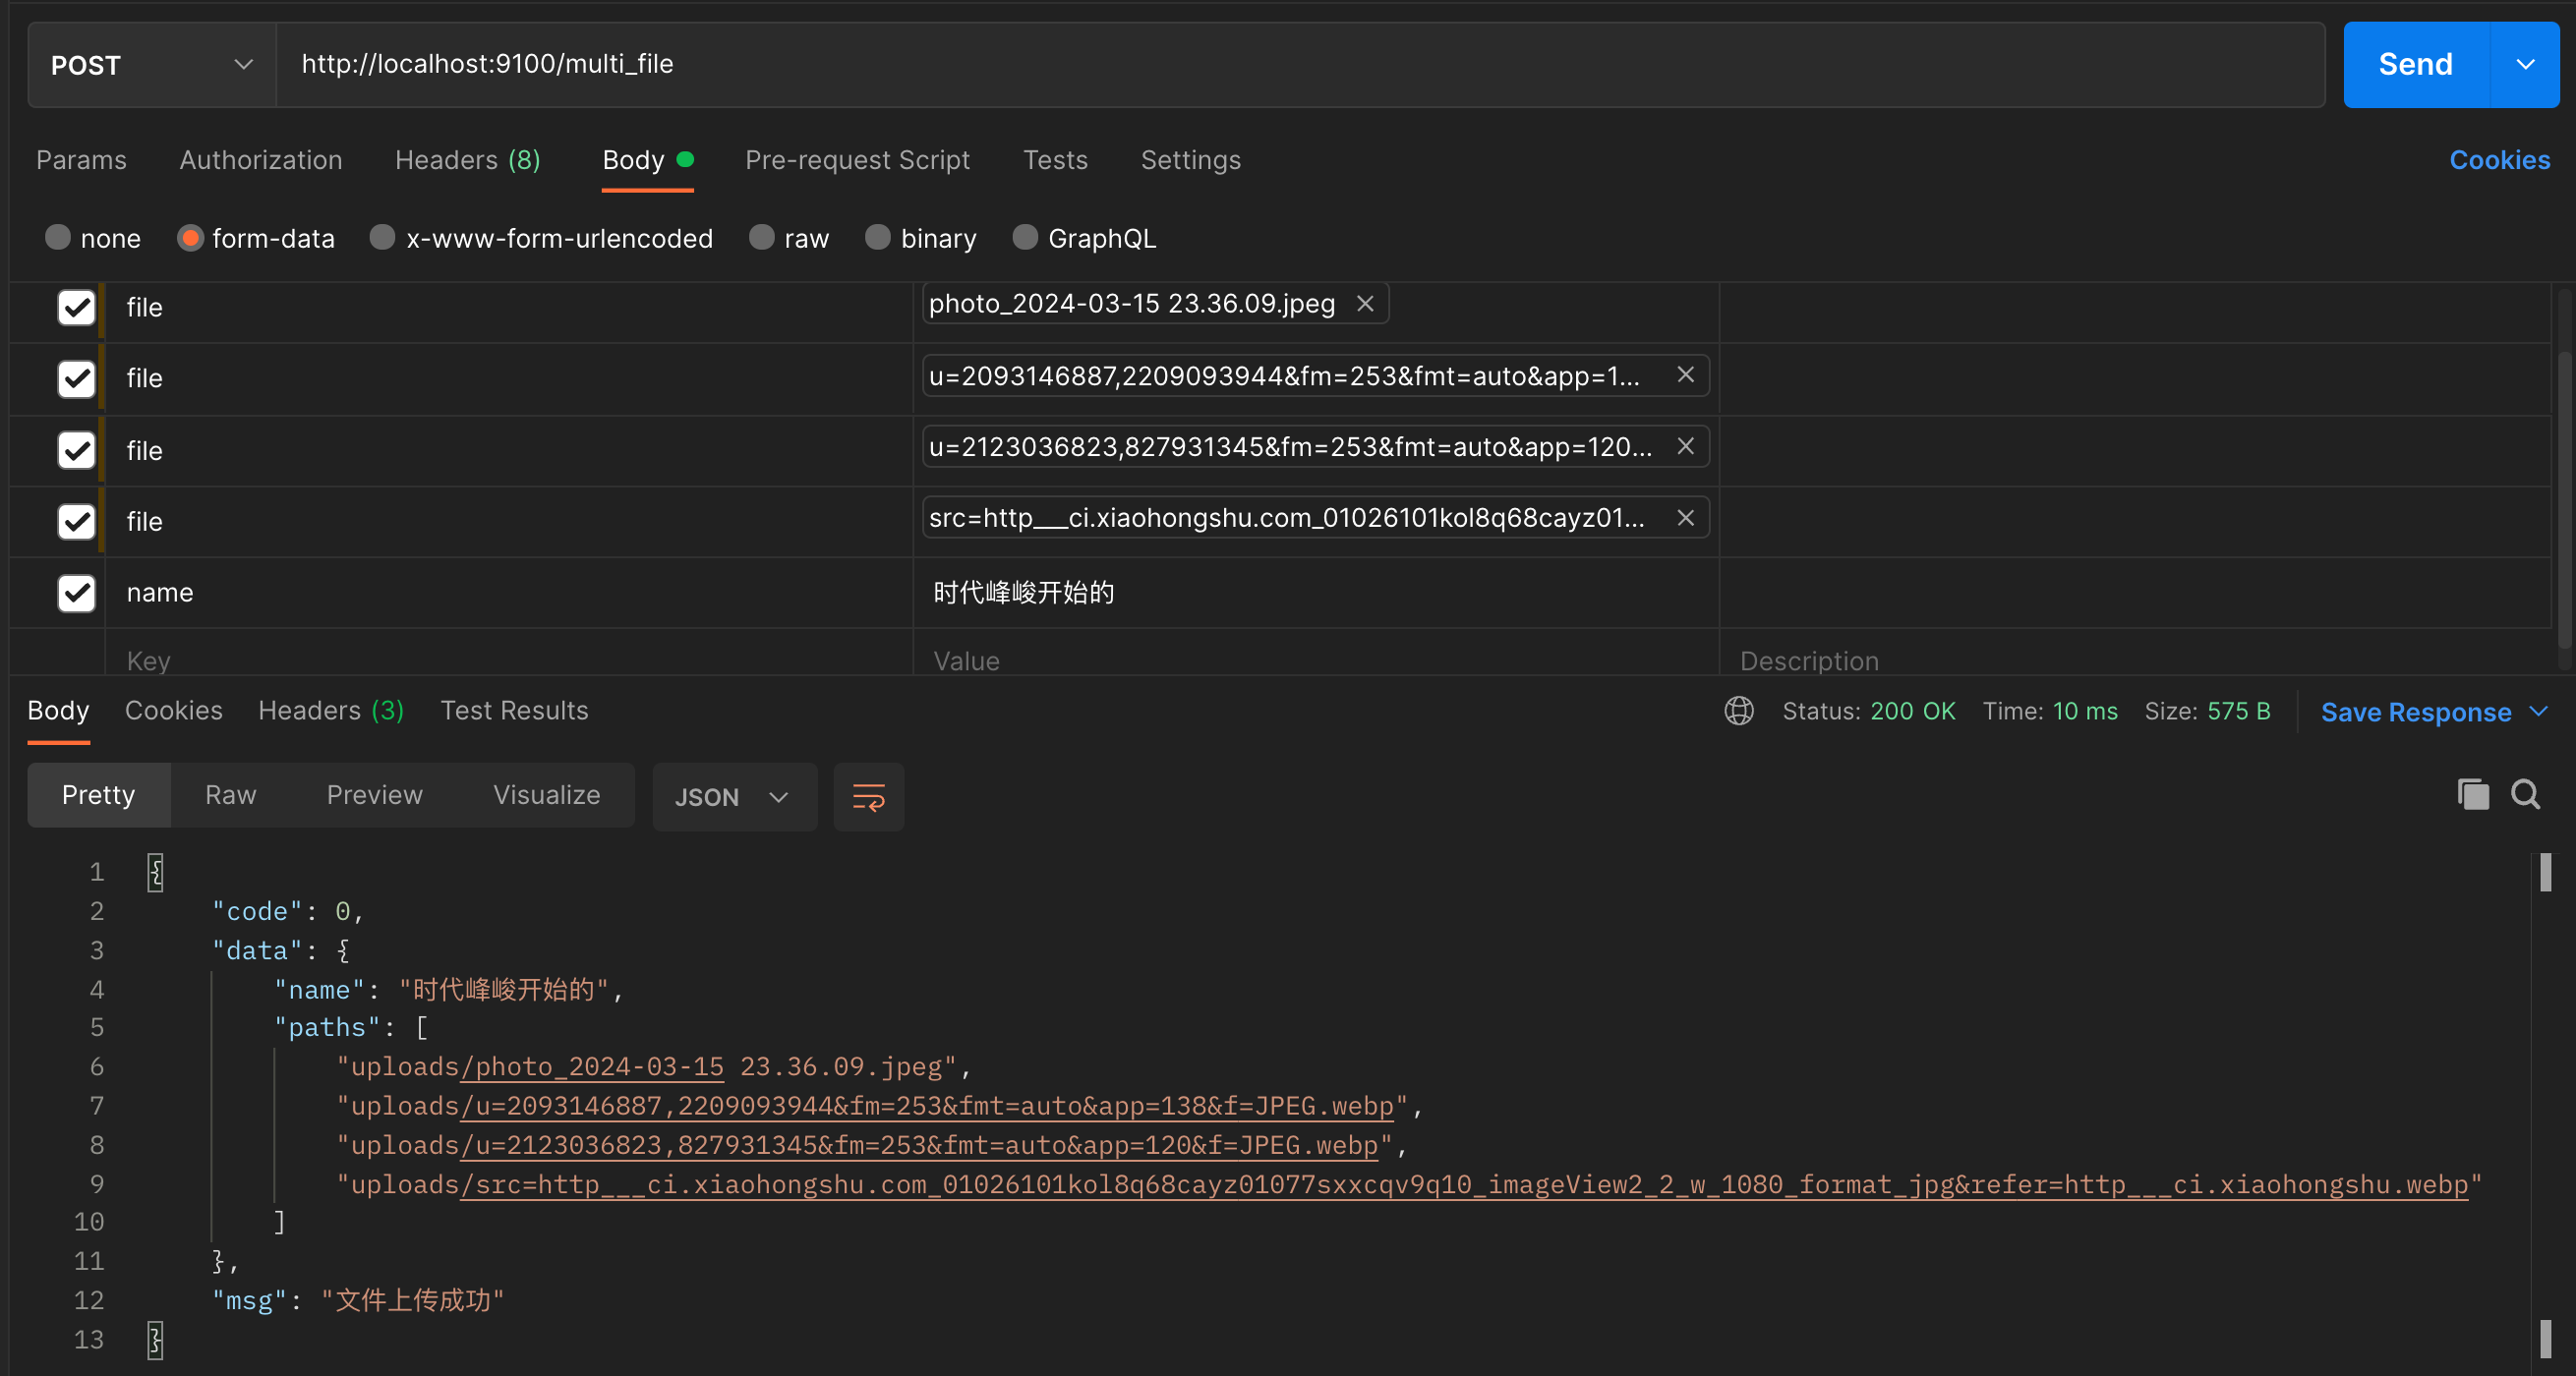 POST http://localhost:9100/multi_file Send
Params Authorization Headers (8) Body Pre-request Script Tests Settings Cookies
none form-data x-www-form-urlencoded raw binary GraphQL
file photo_2024-03-15 23.36.09.jpeg
file u=2093146887,2209093944&fm=253&fmt=auto&app=1...
file u=2123036823,827931345&fm=253&fmt=auto&app=120...
file src=http___ci.xiaohongshu.com_01026101kol8q68cayz01...
name 时代峰峻开始的
Key Value Description
Body Cookies Headers (3) Test Results Status: 200 OK Time: 10 ms Size: 575 B Save Response
Pretty Raw Preview Visualize JSON
1 {
2 "code": 0,
3 "data": {
4 "name": "时代峰峻开始的",
5 "paths": [
6 "uploads/photo_2024-03-15 23.36.09.jpeg",
7 "uploads/u=2093146887,2209093944&fm=253&fmt=auto&app=138&f=JPEG.webp",
8 "uploads/u=2123036823,827931345&fm=253&fmt=auto&app=120&f=JPEG.webp",
9 "uploads/src=http___ci.xiaohongshu.com_01026101kol8q68cayz01077sxxcqv9q10_imageView2_2_w_1080_format_jpg&refer=http___ci.xiaohongshu.webp"
10 ]
11 },
12 "msg": "文件上传成功"
13 }